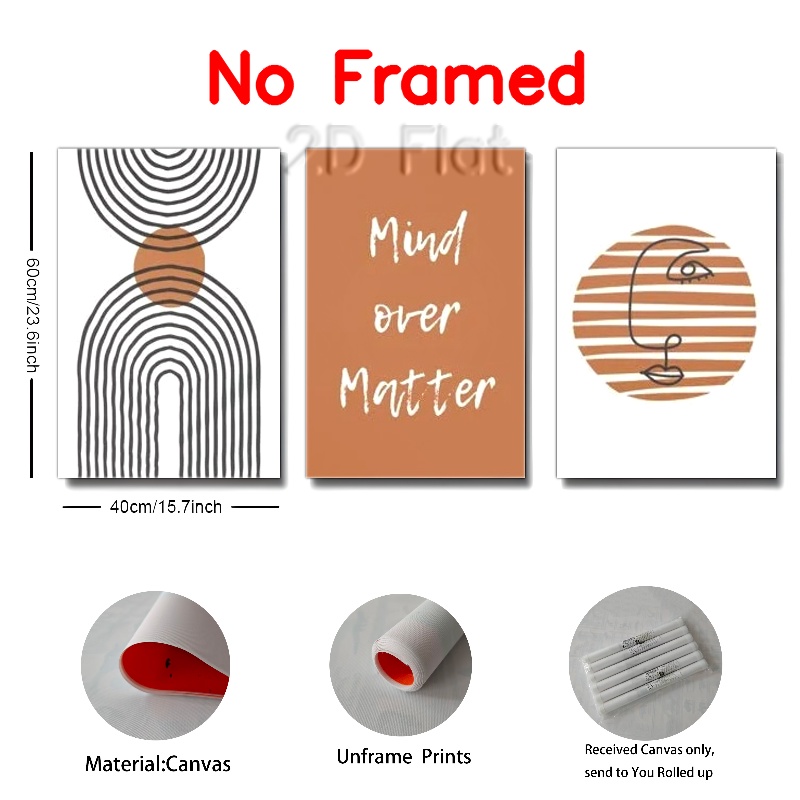 No Framed
2D Flat
60cm/23.6inch
Mind
over
Matter
40cm/15.7inch
Material:Canvas
Unframe Prints
Received Canvas only,
send to You Rolled up